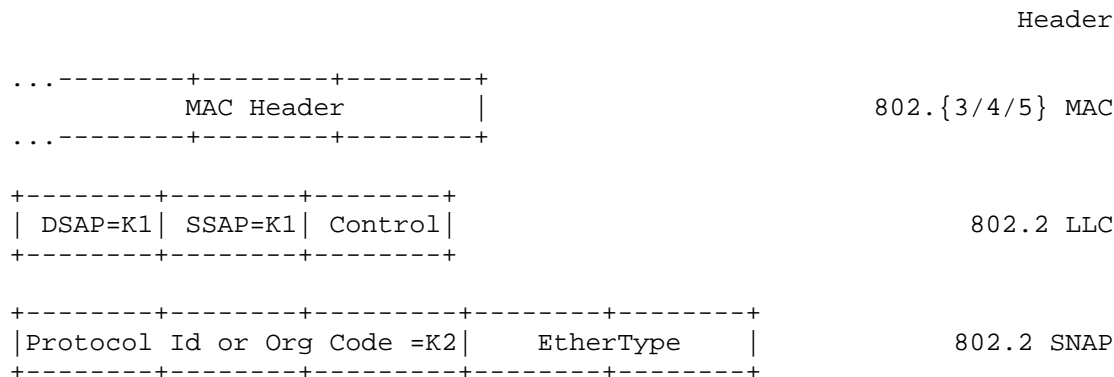 Header
...--------+--------+--------+
MAC Header | 802.{3/4/5} MAC
...--------+--------+--------+
+--------+--------+--------+
| DSAP=K1| SSAP=K1| Control| 802.2 LLC
+--------+--------+--------+
+--------+--------+---------+--------+--------+
|Protocol Id or Org Code =K2| EtherType | 802.2 SNAP
+--------+--------+---------+--------+--------+